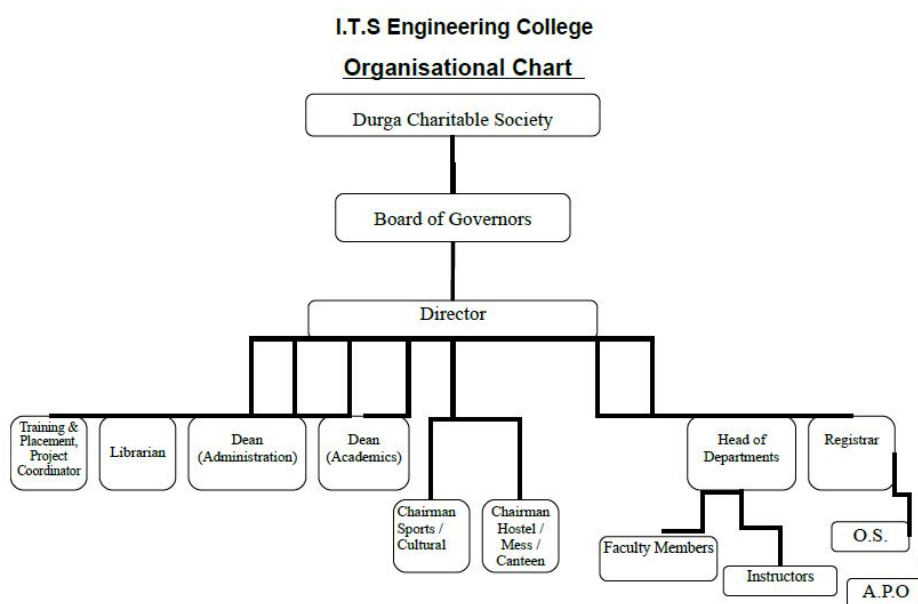 I.T.S Engineering College
Organisational Chart
Durga Charitable Society
Board of Governors
Director
Training &
Placement,
Project
Coordinator
Librarian
Dean
(Administration)
Dean
(Academics)
Head of
Departments
Registrar
Chairman
Sports /
Cultural
Chairman
Hostel /
Mess /
Canteen
Faculty Members
Instructors
O.S.
A.P.O